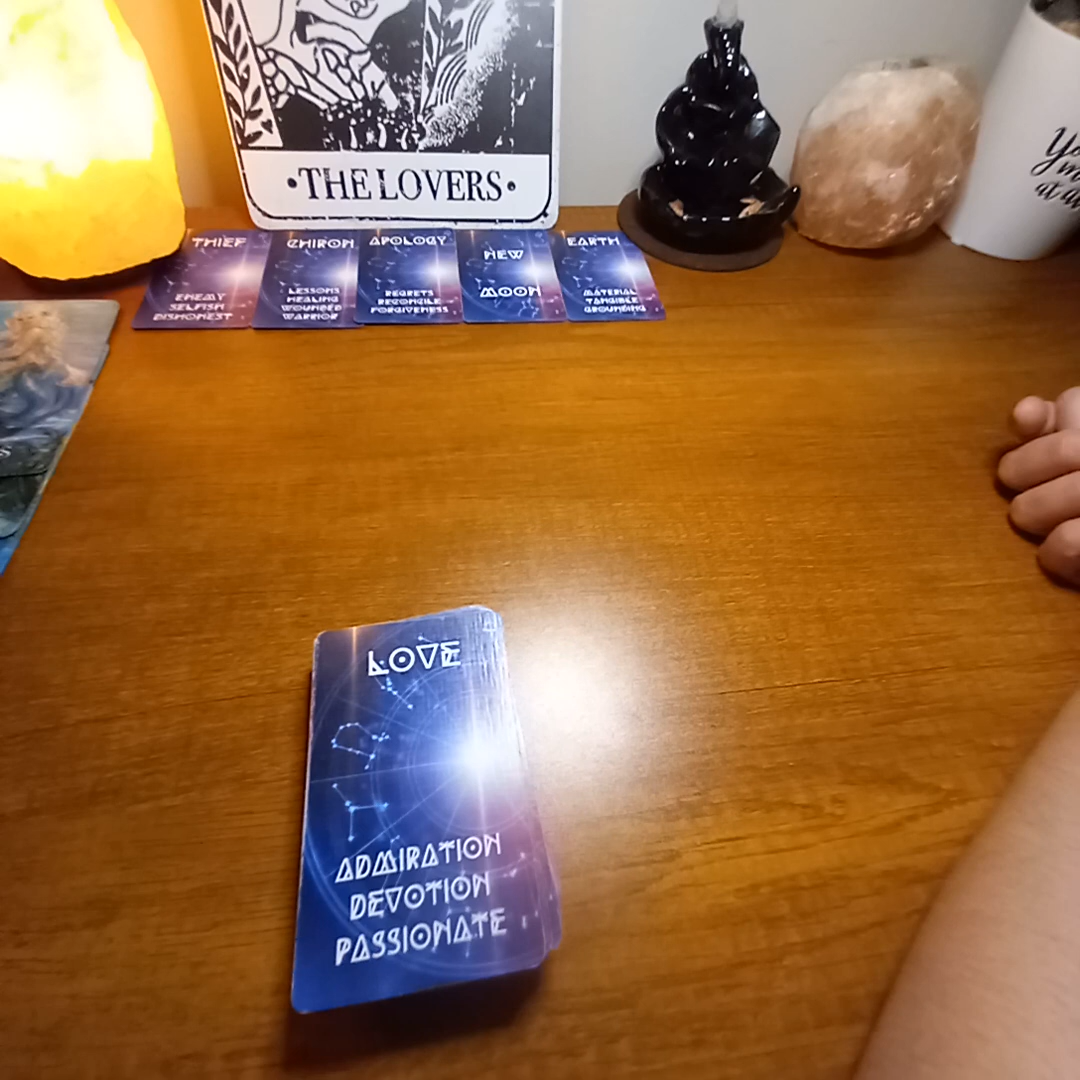 ·THE LOVERS·
THIEF
ENEMY
SELFISH
DISHONEST
CHIRON
LESSONS
HEALING
WOUNDED
WARRIOR
APOLOGY
REGRETS
RECONCILE
FORGIVENESS
NEW
MOON
EARTH
MATERIAL
TANGIBLE
GROUNDING
LOVE
ADMIRATION
DEVOTION
PASSIONATE